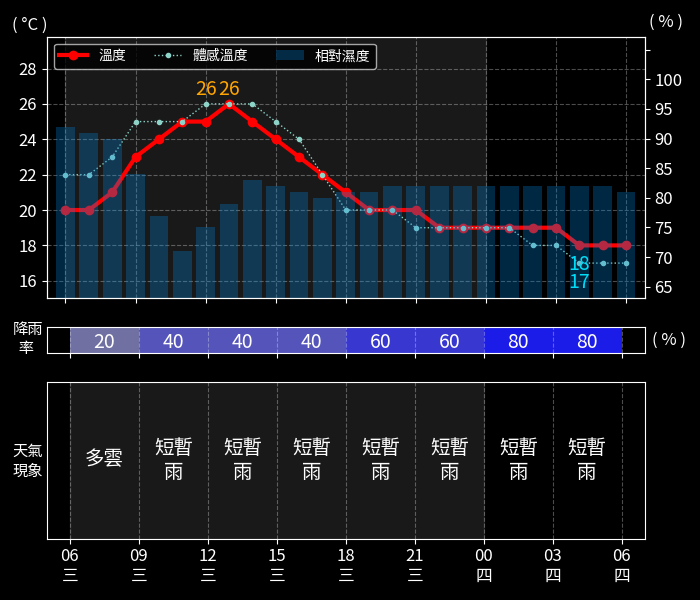 ( °C )
( % )
溫度
體感溫度
相對濕度
28
26
24
22
20
18
16
100
95
90
85
80
75
70
65
26 26
18
17
降雨
率
20 40 40 40 60 60 80 80
( % )
天氣
現象
多雲
短暫
雨
短暫
雨
短暫
雨
短暫
雨
短暫
雨
短暫
雨
短暫
雨
06 09 12 15 18 21 00 03 06
三 三 三 三 三 三 四 四 四